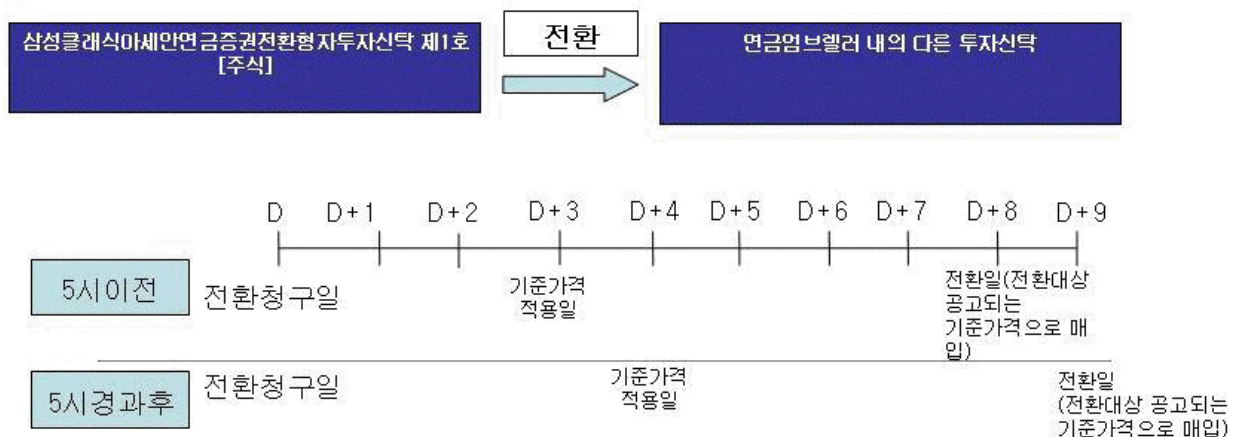 삼성클래식아세안연금증권전환형자투자신탁 제1호
[주식]
전환
연금엄브렐러 내의 다른 투자신탁
D D+1 D+2 D+3 D+4 D+5 D+6 D+7 D+8 D+9
5시이전
전환청구일
기준가격
적용일
전환일(전환대상
공고되는
기준가격으로 매
입)
5시경과후
전환청구일
기준가격
적용일
전환일
(전환대상 공고되는
기준가격으로 매입)